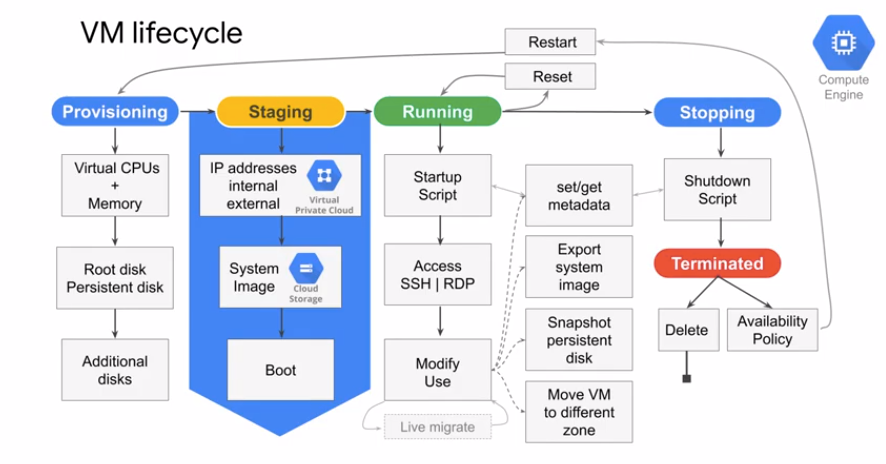 VM lifecycle
Restart
Reset
Compute
Engine
Provisioning
Staging
Running
Stopping
Virtual CPUs
+
Memory
Root disk
Persistent disk
Additional
disks
IP addresses
internal
external
Virtual
Private Cloud
System
Image
Cloud
Storage
Boot
Startup
Script
Access
SSH | RDP
Modify
Use
Live migrate
set/get
metadata
Export
system
image
Snapshot
persistent
disk
Move VM
to different
zone
Shutdown
Script
Terminated
Delete
Availability
Policy